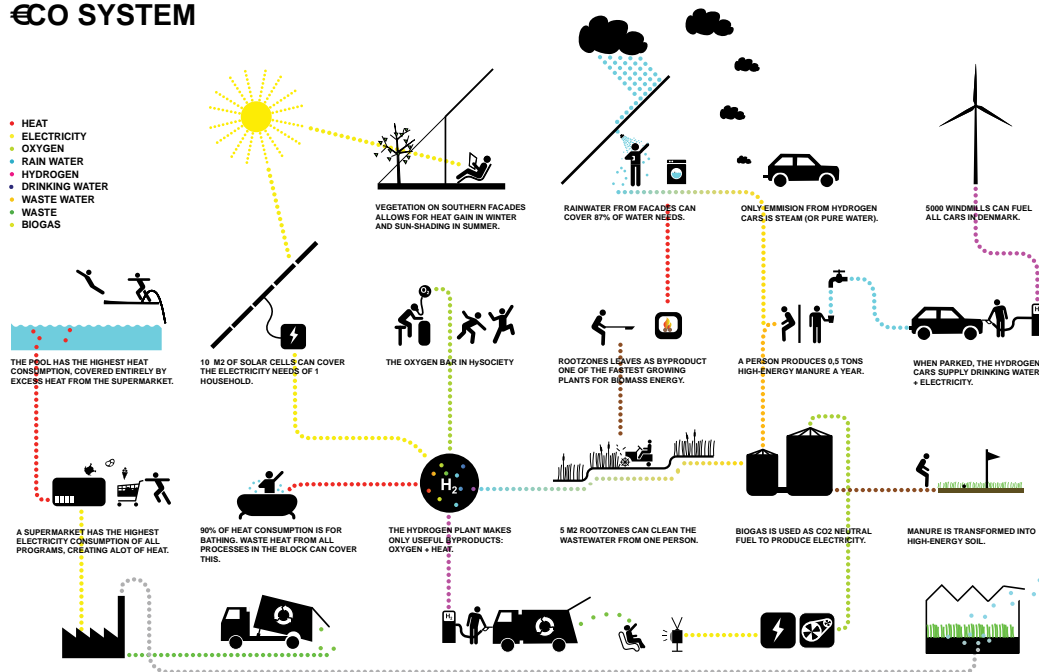 €CO SYSTEM
HEAT
ELECTRICITY
OXYGEN
RAIN WATER
HYDROGEN
DRINKING WATER
WASTE WATER
WASTE
BIOGAS
VEGETATION ON SOUTHERN FACADES
ALLOWS FOR HEAT GAIN IN WINTER
AND SUN-SHADING IN SUMMER.
RAINWATER FROM FACADES CAN
COVER 87% OF WATER NEEDS.
ONLY EMMISION FROM HYDROGEN
CARS IS STEAM (OR PURE WATER).
5000 WINDMILLS CAN FUEL
ALL CARS IN DENMARK.
THE POOL HAS THE HIGHEST HEAT
CONSUMPTION, COVERED ENTIRELY BY
EXCESS HEAT FROM THE SUPERMARKET.
10 M2 OF SOLAR CELLS CAN COVER
THE ELECTRICITY NEEDS OF 1
HOUSEHOLD.
O2
THE OXYGEN BAR IN HySOCIETY
ROOTZONES LEAVES AS BYPRODUCT
ONE OF THE FASTEST GROWING
PLANTS FOR BIOMASS ENERGY.
A PERSON PRODUCES 0,5 TONS
HIGH-ENERGY MANURE A YEAR.
WHEN PARKED, THE HYDROGEN
CARS SUPPLY DRINKING WATER
+ ELECTRICITY.
A SUPERMARKET HAS THE HIGHEST
ELECTRICITY CONSUMPTION OF ALL
PROGRAMS, CREATING ALOT OF HEAT.
90% OF HEAT CONSUMPTION IS FOR
BATHING. WASTE HEAT FROM ALL
PROCESSES IN THE BLOCK CAN COVER
THIS.
H2
THE HYDROGEN PLANT MAKES
ONLY USEFUL BYPRODUCTS:
OXYGEN + HEAT.
5 M2 ROOTZONES CAN CLEAN THE
WASTEWATER FROM ONE PERSON.
BIOGAS IS USED AS CO2 NEUTRAL
FUEL TO PRODUCE ELECTRICITY.
MANURE IS TRANSFORMED INTO
HIGH-ENERGY SOIL.
H2